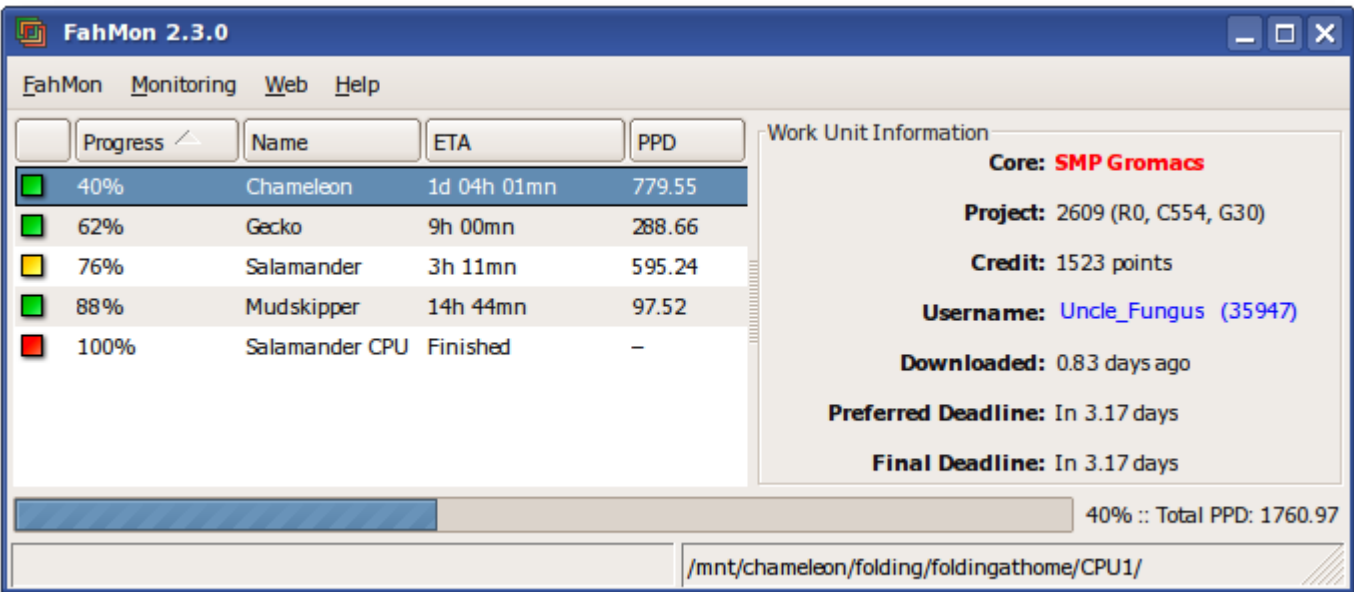 FahMon 2.3.0
FahMon Monitoring Web Help
Progress Name ETA PPD
40% Chameleon 1d 04h 01mn 779.55
62% Gecko 9h 00mn 288.66
76% Salamander 3h 11mn 595.24
88% Mudskipper 14h 44mn 97.52
100% Salamander CPU Finished –
Work Unit Information
Core: SMP Gromacs
Project: 2609 (R0, C554, G30)
Credit: 1523 points
Username: Uncle_Fungus (35947)
Downloaded: 0.83 days ago
Preferred Deadline: In 3.17 days
Final Deadline: In 3.17 days
40% :: Total PPD: 1760.97
/mnt/chameleon/folding/foldingathome/CPU1/